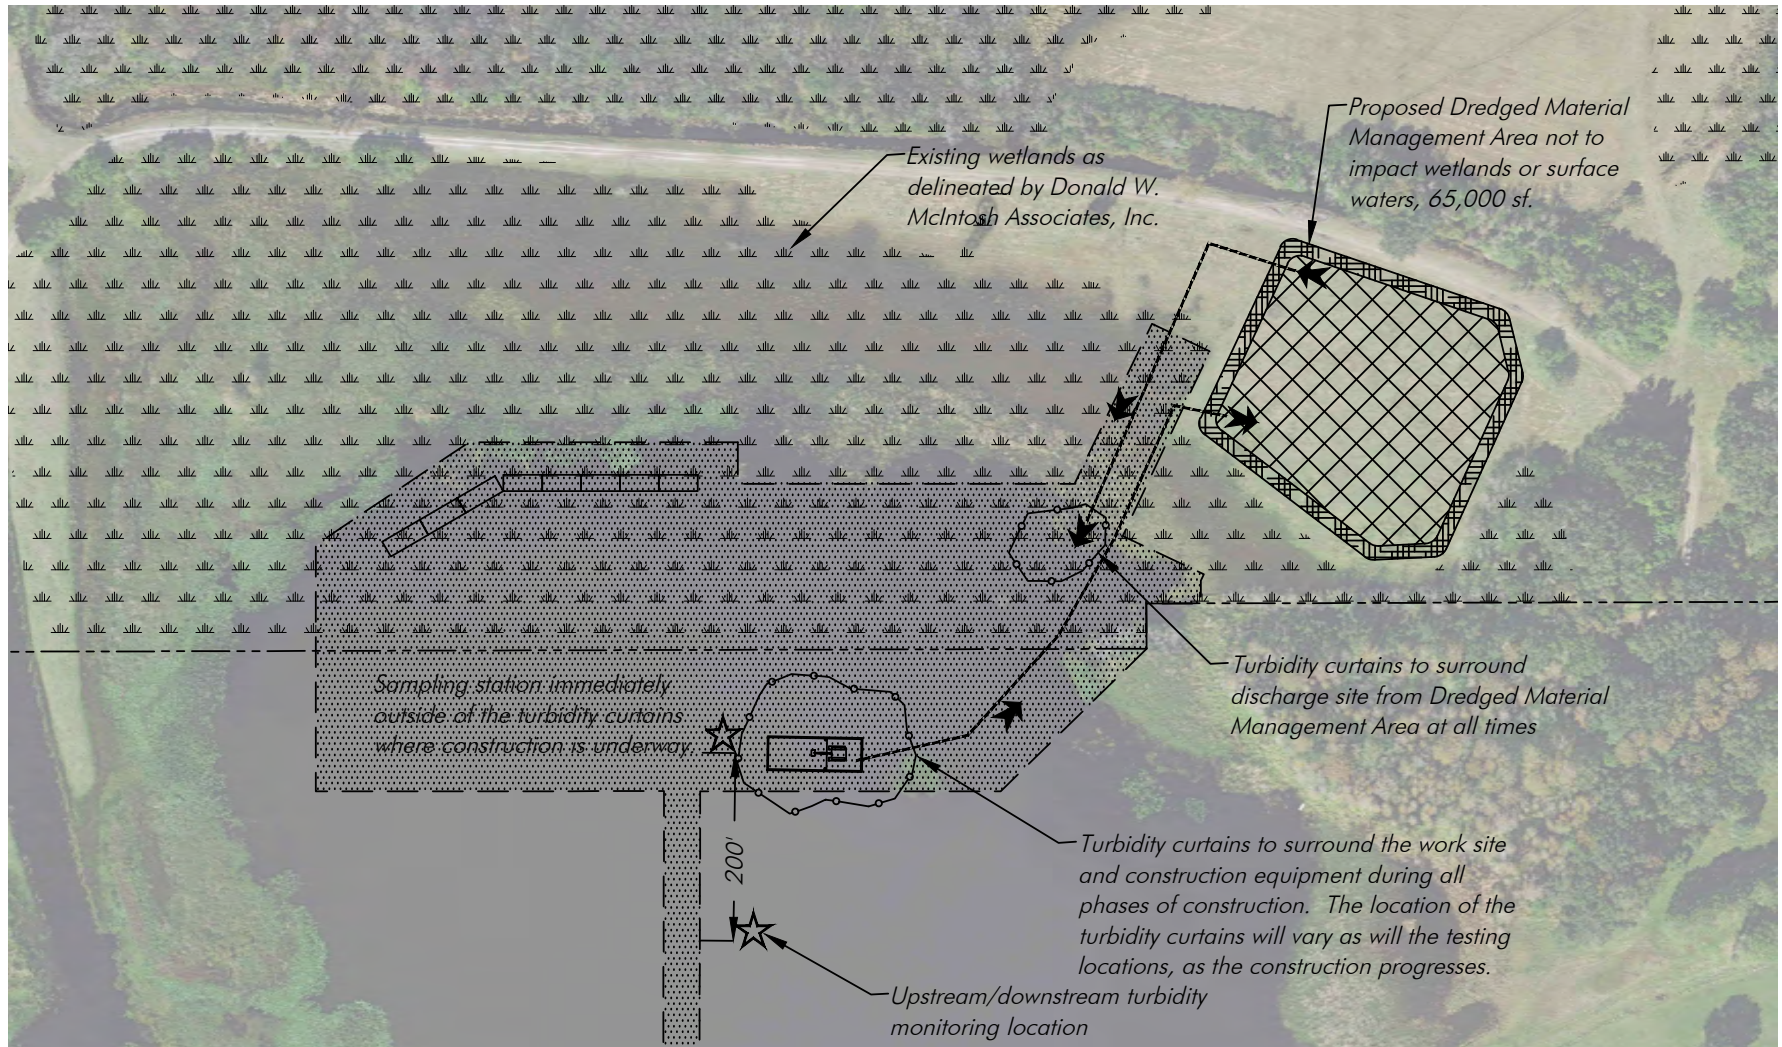 Proposed Dredged Material
Management Area not to
impact wetlands or surface
waters, 65,000 sf.
Existing wetlands as
delineated by Donald W.
McIntosh Associates, Inc.
Turbidity curtains to surround
discharge site from Dredged Material
Management Area at all times
Sampling station immediately
outside of the turbidity curtains
where construction is underway.
200'
Turbidity curtains to surround the work site
and construction equipment during all
phases of construction. The location of the
turbidity curtains will vary as will the testing
locations, as the construction progresses.
Upstream/downstream turbidity
monitoring location